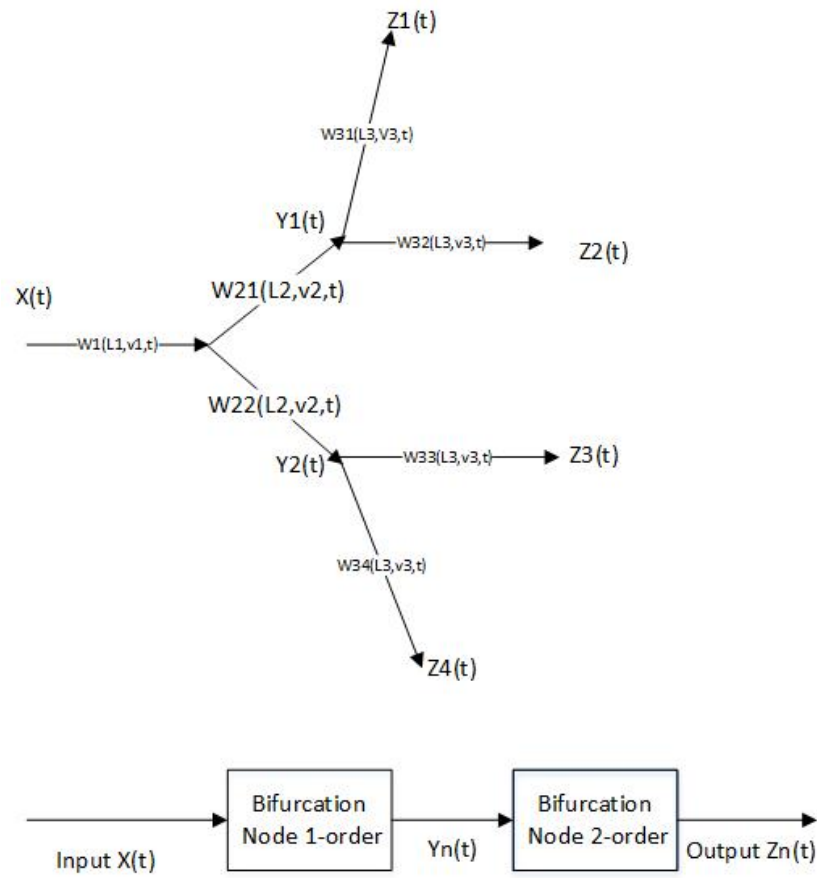 Z1(t)
W31(L3,V3,t)
Y1(t)
W32(L3,v3,t)
Z2(t)
W21(L2,v2,t)
X(t)
W1(L1,v1,t)
W22(L2,v2,t)
Y2(t)
W33(L3,v3,t)
Z3(t)
W34(L3,v3,t)
Z4(t)
Bifurcation
Node 1-order
Bifurcation
Node 2-order
Input X(t)
Yn(t)
Output Zn(t)